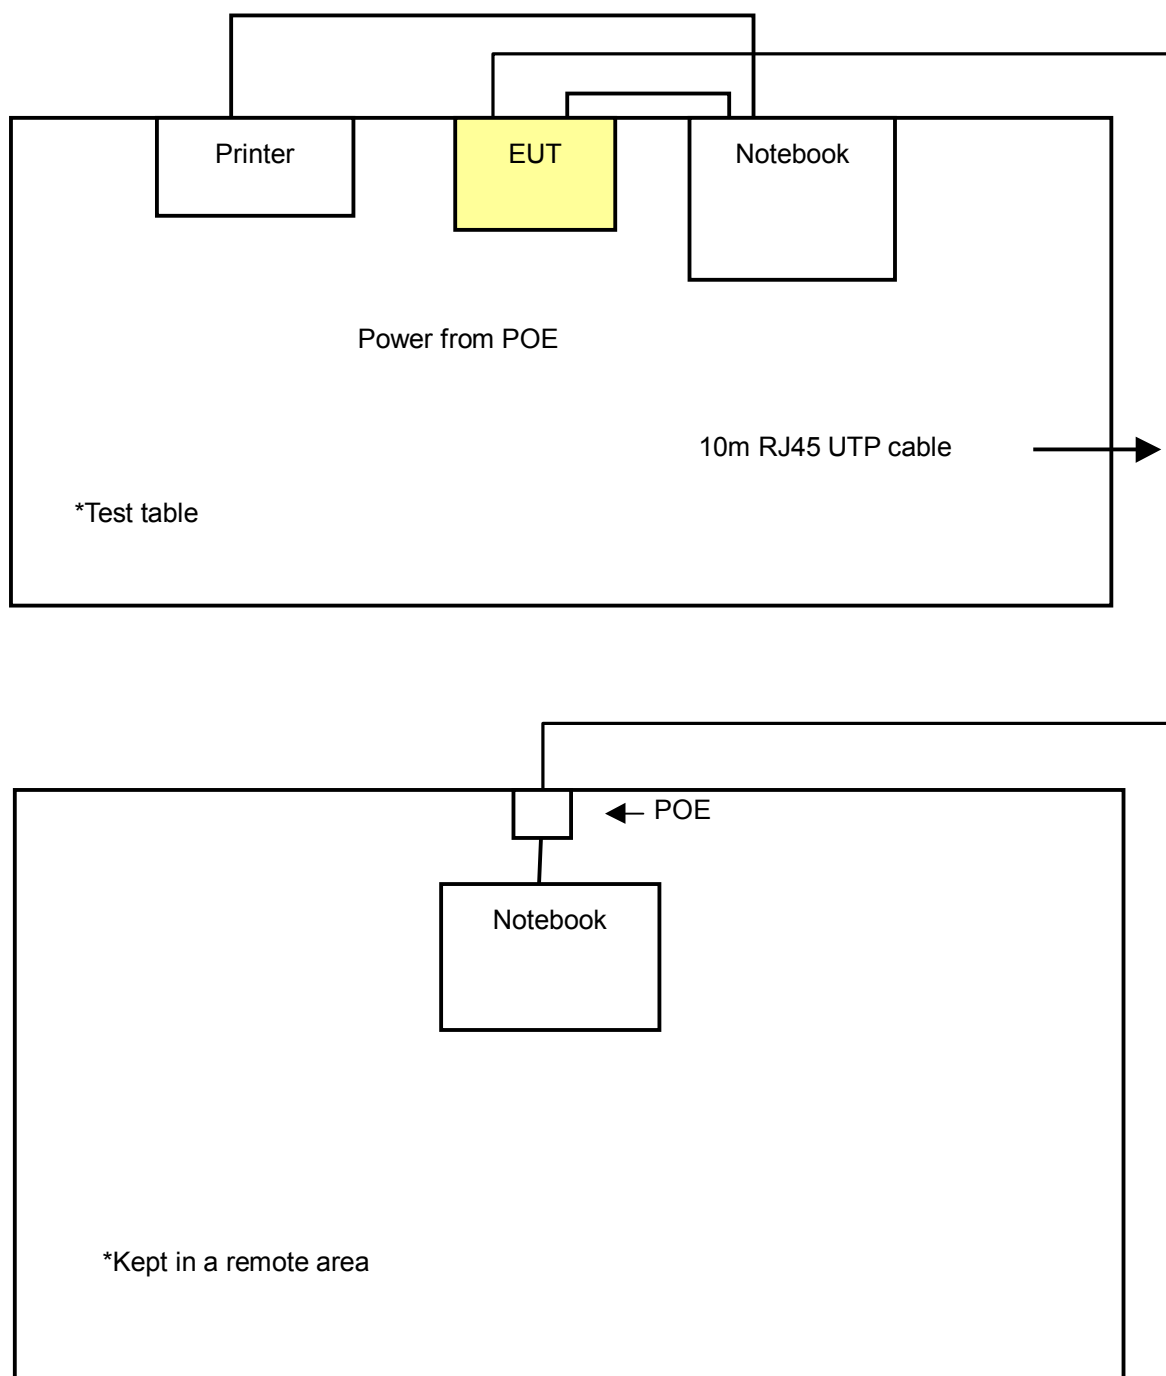 Printer
EUT
Notebook
Power from POE
10m RJ45 UTP cable
*Test table
POE
Notebook
*Kept in a remote area